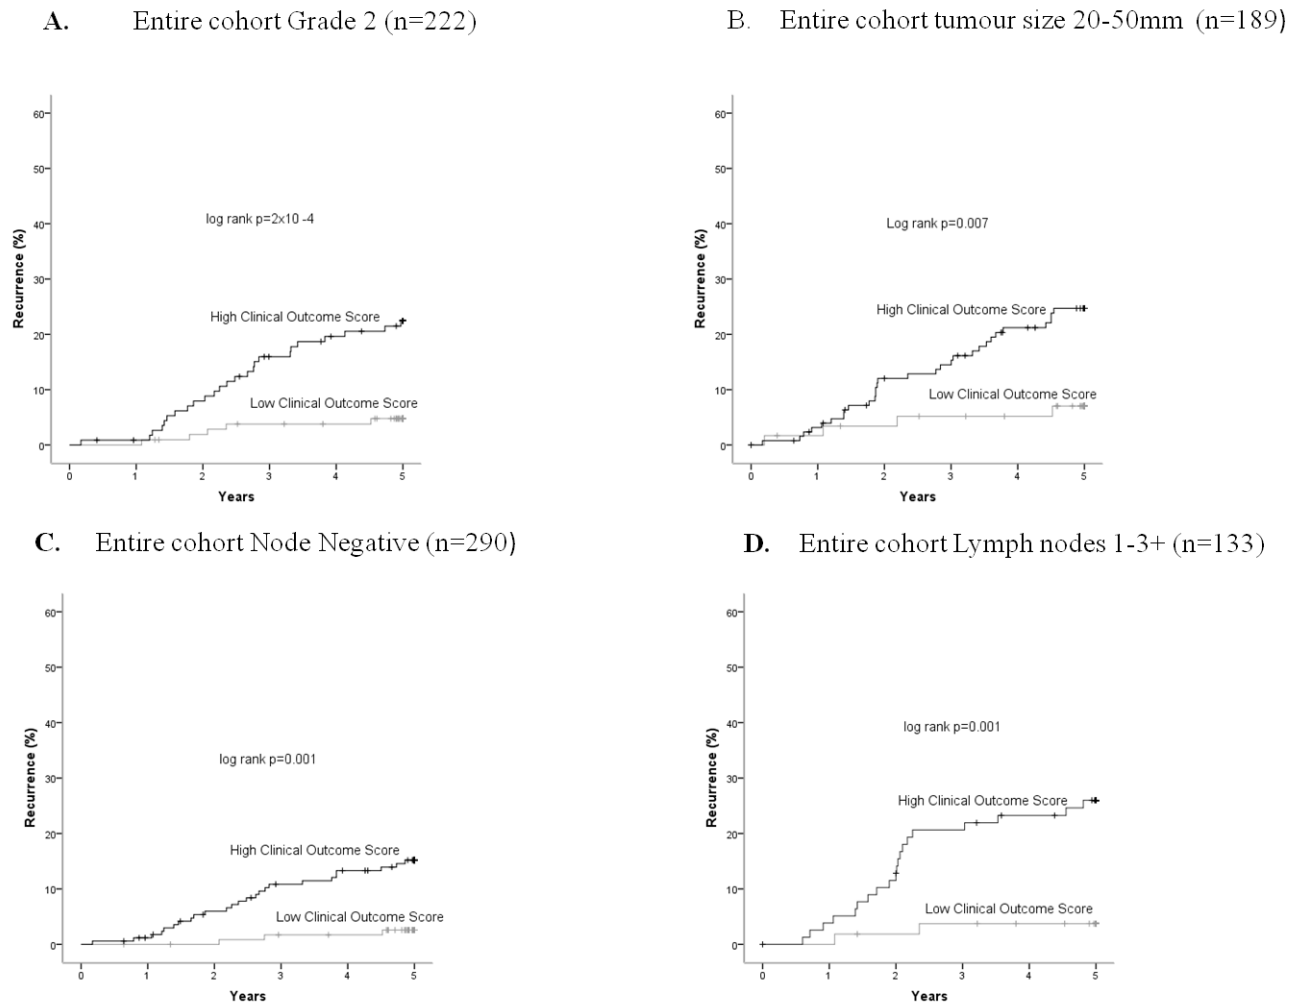 A. Entire cohort Grade 2 (n=222)
60
50
40
30
20
10
0
Recurrence (%)
log rank p=2x10 -4
High Clinical Outcome Score
Low Clinical Outcome Score
0 1 2 3 4 5
Years
B. Entire cohort tumour size 20-50mm (n=189)
60
50
40
30
20
10
0
Recurrence (%)
Log rank p=0.007
High Clinical Outcome Score
Low Clinical Outcome Score
0 1 2 3 4 5
Years
C. Entire cohort Node Negative (n=290)
60
50
40
30
20
10
0
Recurrence (%)
log rank p=0.001
High Clinical Outcome Score
Low Clinical Outcome Score
0 1 2 3 4 5
Years
D. Entire cohort Lymph nodes 1-3+ (n=133)
60
50
40
30
20
10
0
Recurrence (%)
log rank p=0.001
High Clinical Outcome Score
Low Clinical Outcome Score
0 1 2 3 4 5
Years